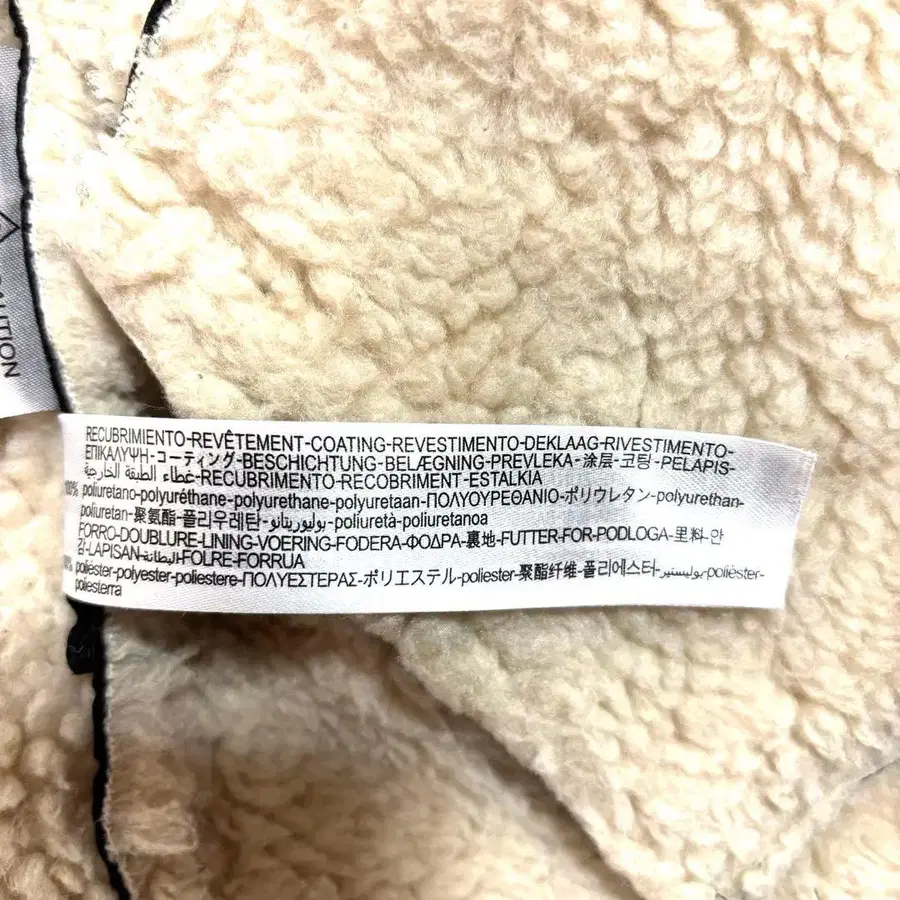 CAUTION
RECUBRIMIENTO-REVÊTEMENT-COATING-REVESTIMENTO-DEKLAAG-RIVESTIMENTO-
ΕΠΙΚΑΛΥΨΗ-コーティング-BESCHICHTUNG-BELÆGNING-PREVLEKA-涂层-코팅-PELAPIS-
غطاء الطبقة الخارجية-RECUBRIMENTO-RECOBRIMENT-ESTALKIA
100% poliuretano-polyuréthane-polyurethane-polyuretaan-ΠΟΛΥΟΥΡΕΘΑΝΙΟ-ポリウレタン-polyurethan-
poliuretan-聚氨酯-폴리우레탄-بوليوريثانو-poliuretà-poliuretanoa
FORRO-DOUBLURE-LINING-VOERING-FODERA-ΦΟΔΡΑ-裏地-FUTTER-FOR-PODLOGA-里料-안
감-LAPISAN-البطانة-FOLRE-FORRUA
poliéster-polyester-poliestere-ΠΟΛΥΕΣΤΕΡΑΣ-ポリエステル-poliester-聚酯纤维-폴리에스타-بوليستير-polièster-
poliesterra